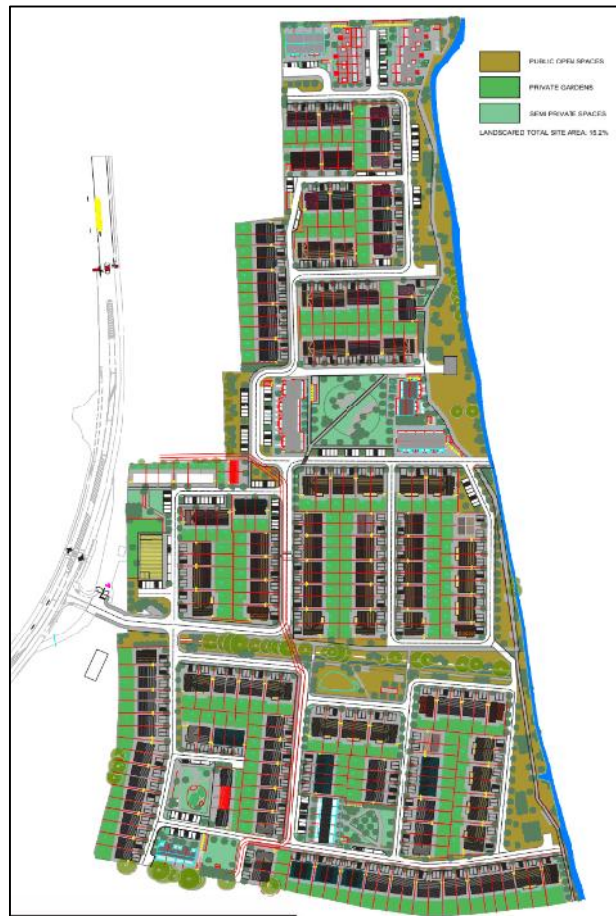 PUBLIC OPEN SPACES
PRIVATE GARDENS
SEMI PRIVATE SPACES
LANDSCAPED TOTAL SITE AREA: 15.2%